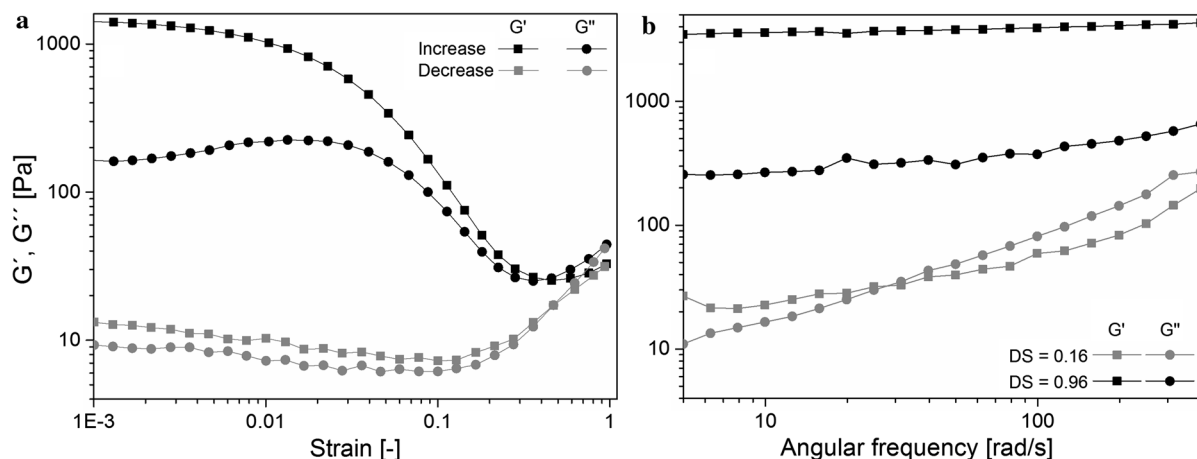 a
G' G"
Increase
Decrease
1000
100
10
G´, G´´ [Pa]
1E-3 0.01 0.1 1
Strain [-]
b
1000
100
10
G' G"
DS = 0.16
DS = 0.96
10 100
Angular frequency [rad/s]